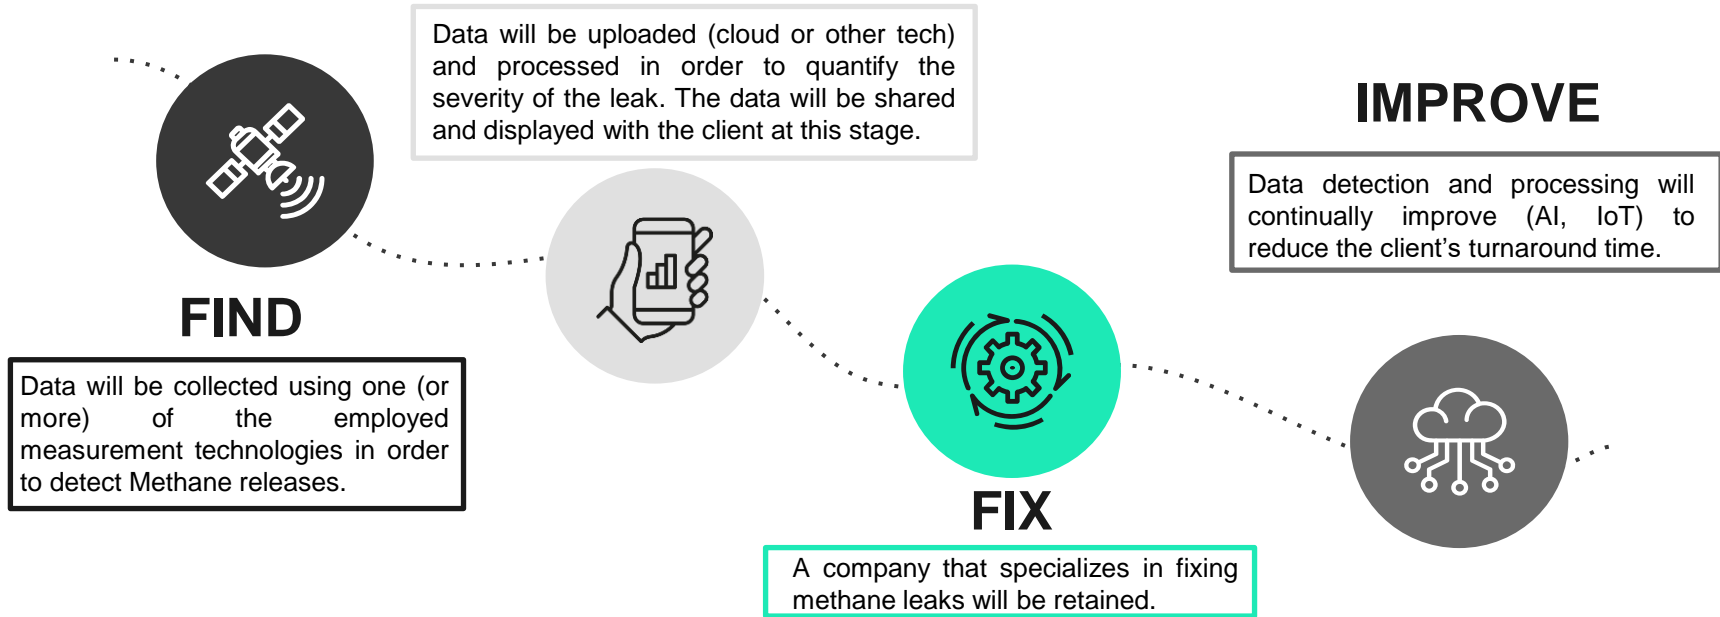 FIND
Data will be collected using one (or
more) of the employed
measurement technologies in order
to detect Methane releases.
Data will be uploaded (cloud or other tech)
and processed in order to quantify the
severity of the leak. The data will be shared
and displayed with the client at this stage.
FIX
A company that specializes in fixing
methane leaks will be retained.
IMPROVE
Data detection and processing will
continually improve (AI, IoT) to
reduce the client’s turnaround time.